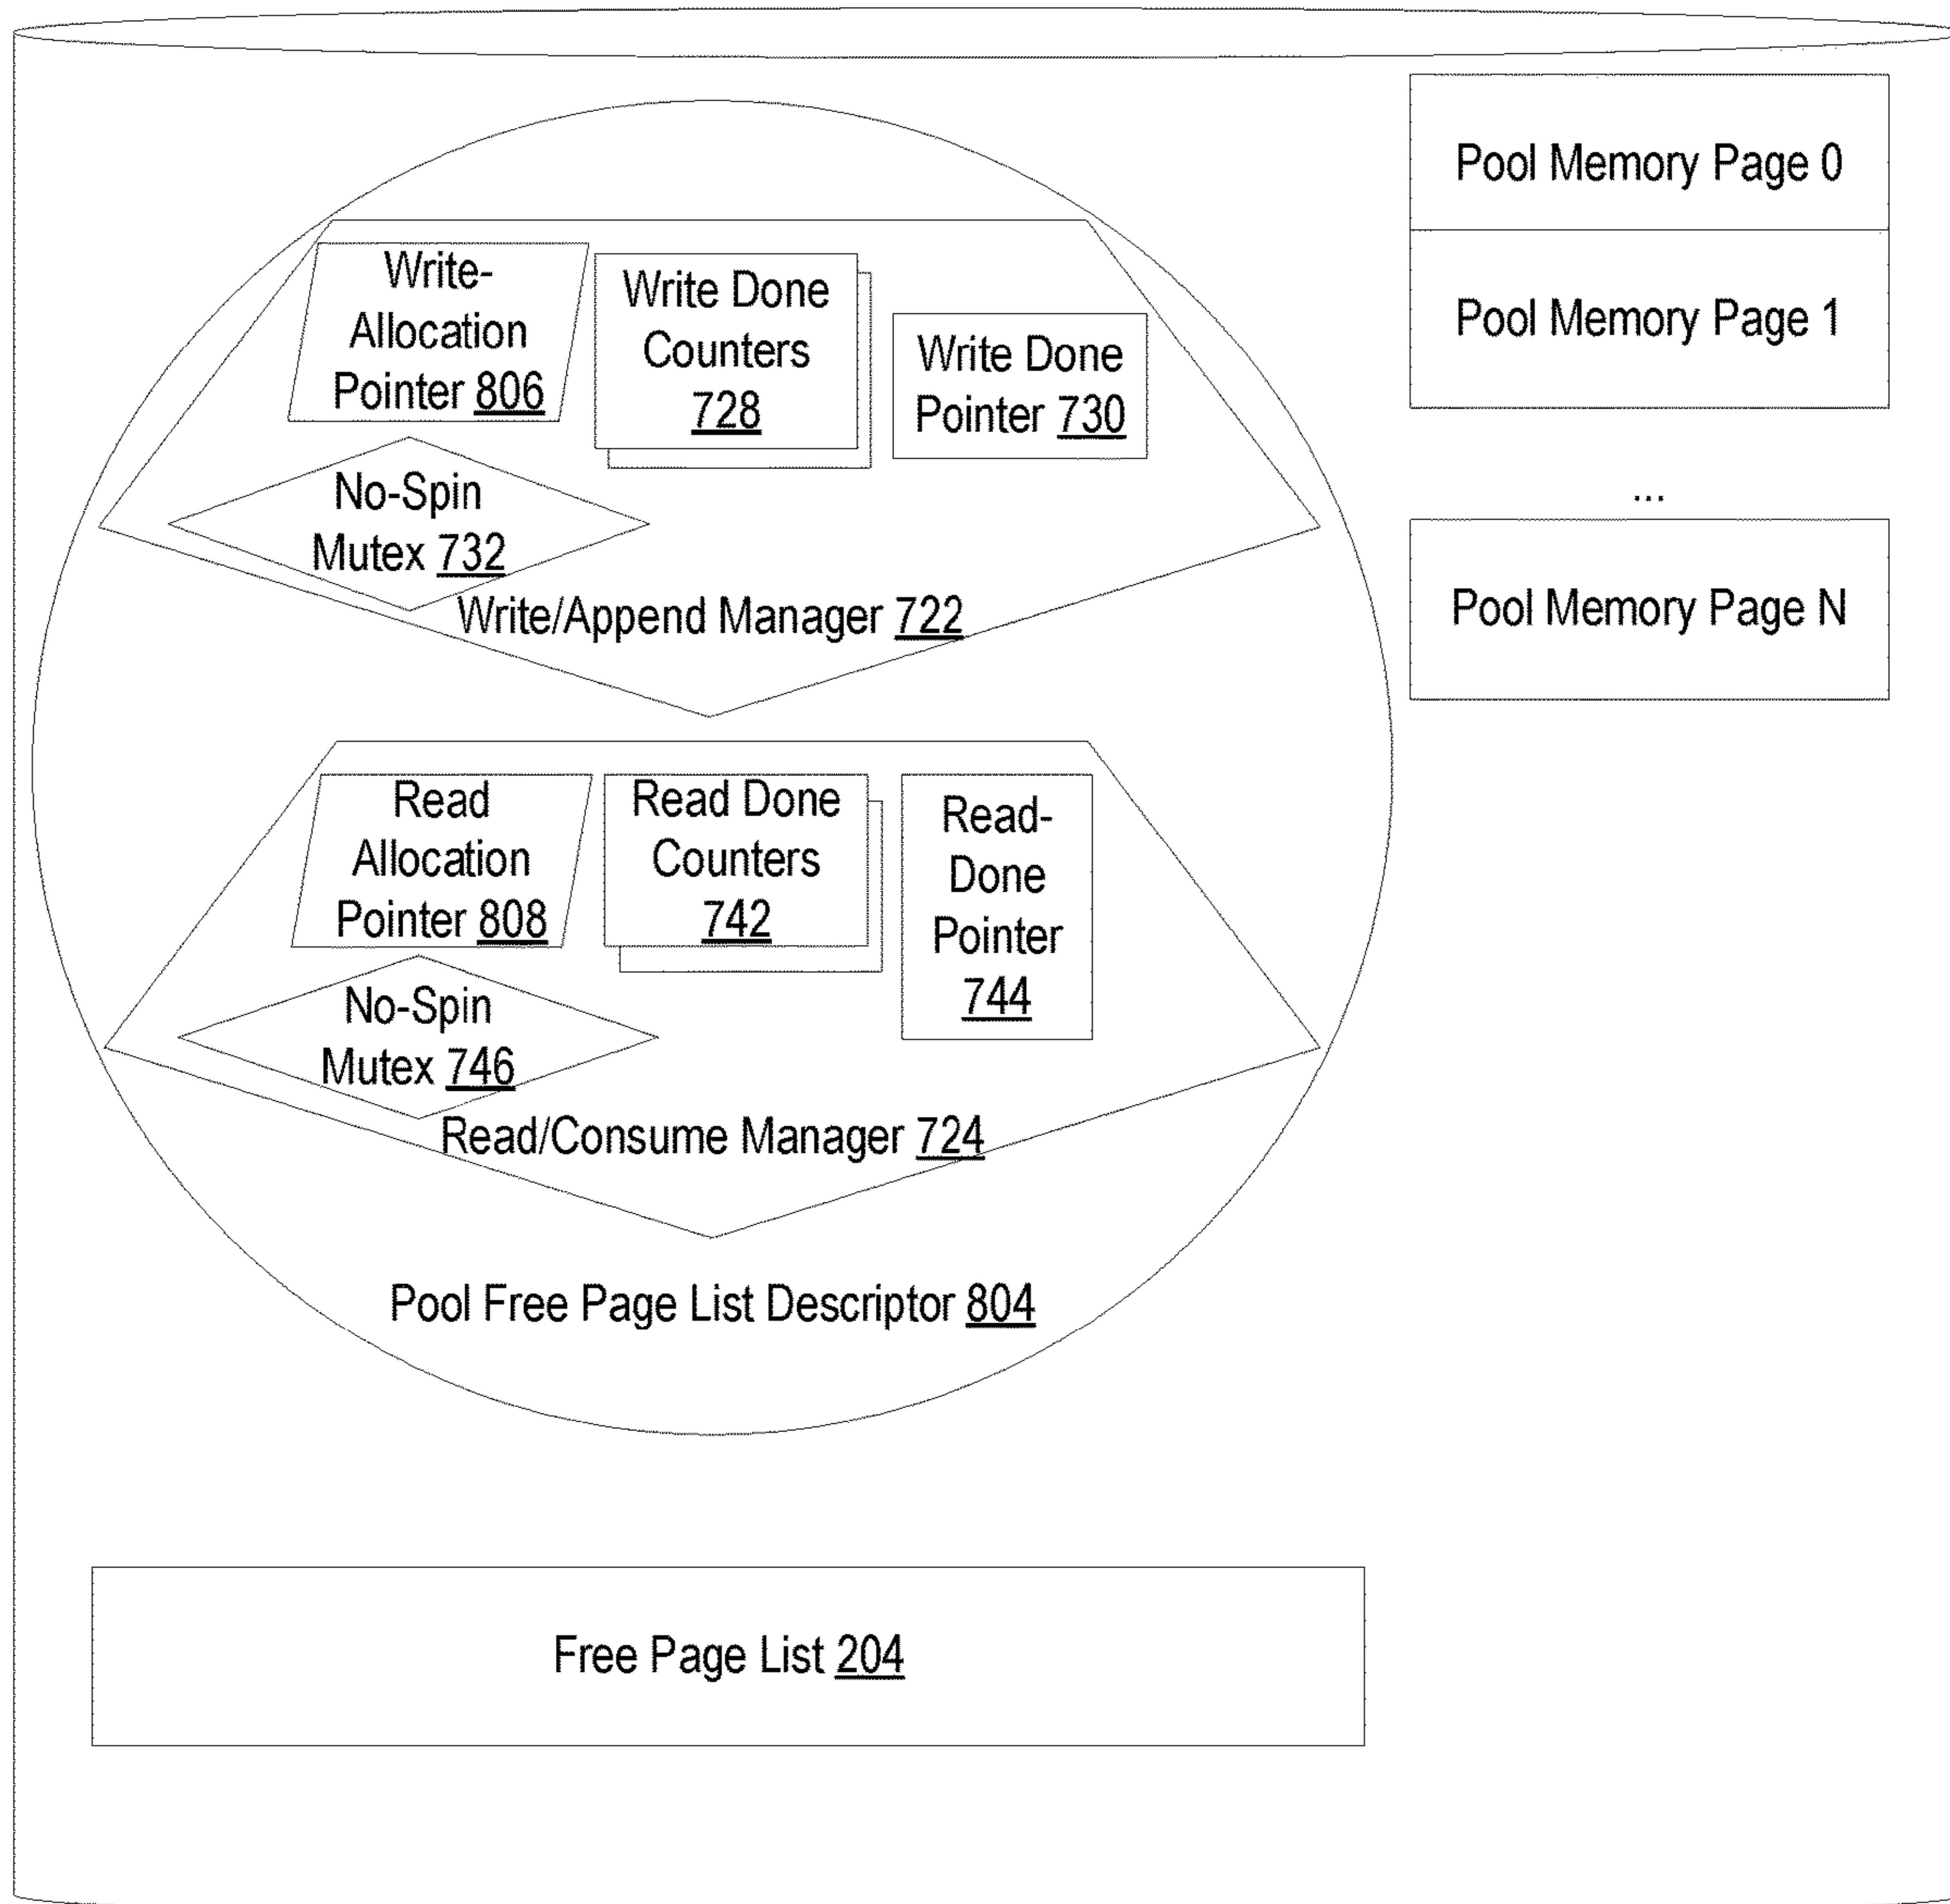 Write-
Allocation
Pointer 806
Write Done
Counters
728
Write Done
Pointer 730
No-Spin
Mutex 732
Write/Append Manager 722
Read
Allocation
Pointer 808
Read Done
Counters
742
Read-
Done
Pointer
744
No-Spin
Mutex 746
Read/Consume Manager 724
Pool Free Page List Descriptor 804
Free Page List 204
Pool Memory Page 0
Pool Memory Page 1
...
Pool Memory Page N